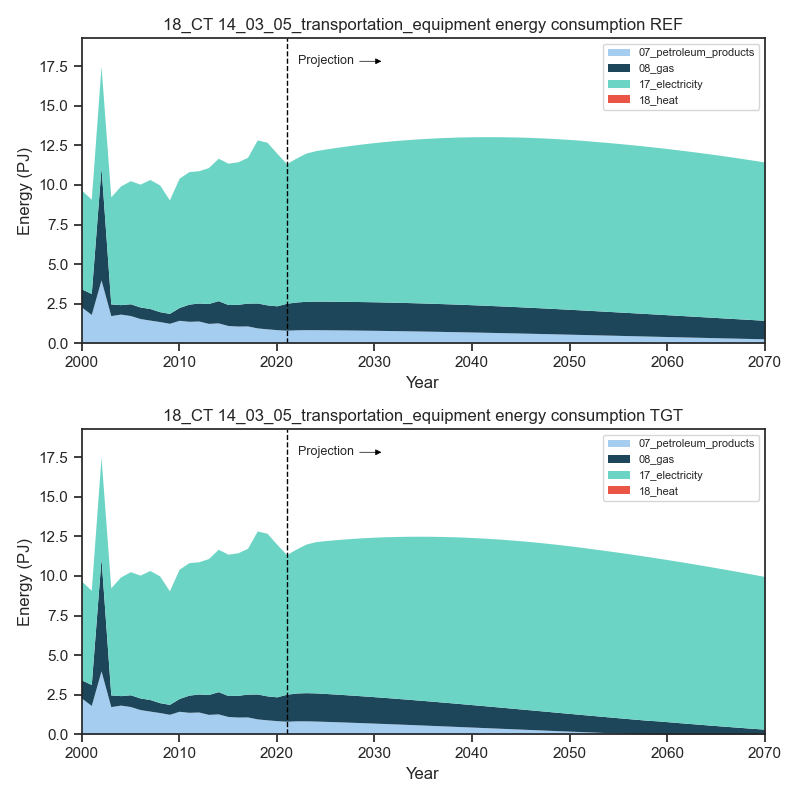 18_CT 14_03_05_transportation_equipment energy consumption REF
Projection
07_petroleum_products
08_gas
17_electricity
18_heat
Energy (PJ)
17.5
15.0
12.5
10.0
7.5
5.0
2.5
0.0
2000 2010 2020 2030 2040 2050 2060 2070
Year
18_CT 14_03_05_transportation_equipment energy consumption TGT
Projection
07_petroleum_products
08_gas
17_electricity
18_heat
Energy (PJ)
17.5
15.0
12.5
10.0
7.5
5.0
2.5
0.0
2000 2010 2020 2030 2040 2050 2060 2070
Year